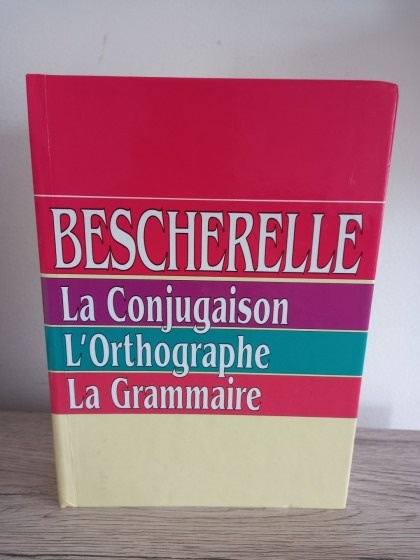 BESCHERELLE
La Conjugaison
L'Orthographe
La Grammaire